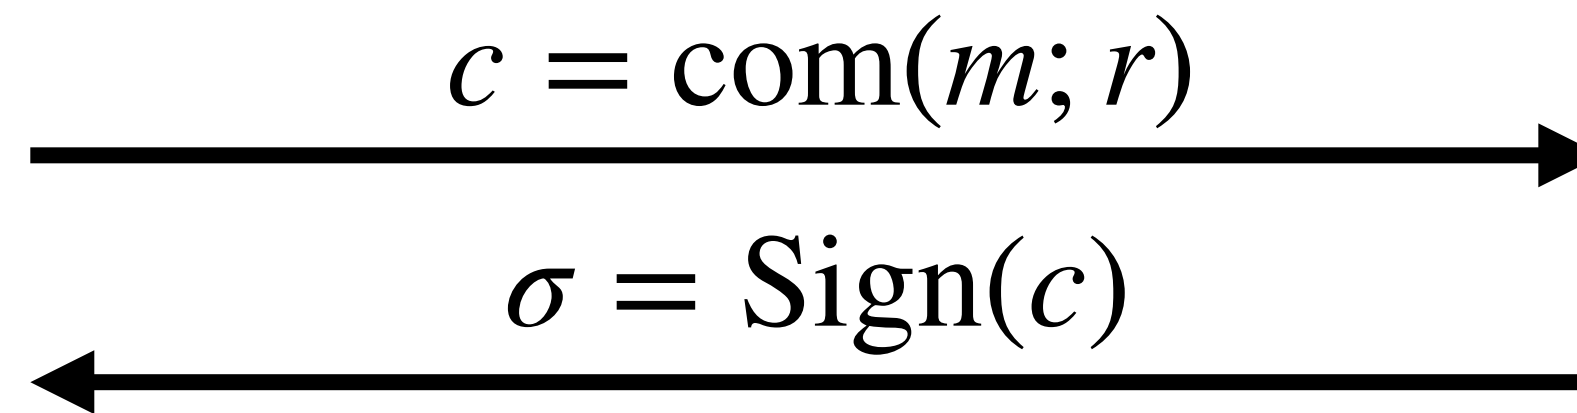 c = com(m; r)
σ = Sign(c)